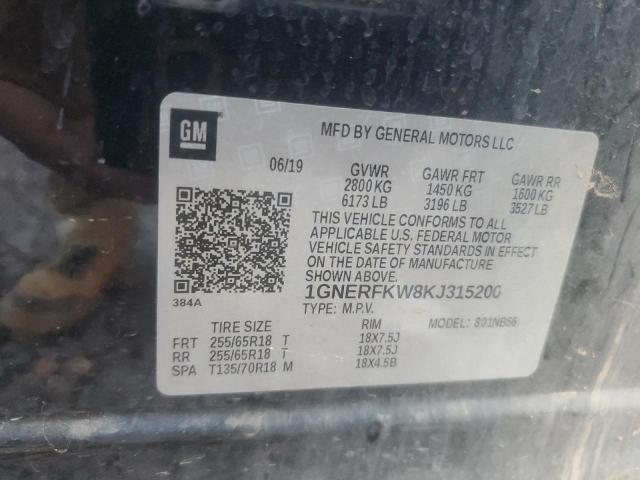 GM
MFD BY GENERAL MOTORS LLC
06/19 GVWR GAWR FRT GAWR RR
2800 KG 1450 KG 1600 KG
6173 LB 3196 LB 3527 LB
THIS VEHICLE CONFORMS TO ALL
APPLICABLE U.S. FEDERAL MOTOR
VEHICLE SAFETY STANDARDS IN EFFECT
ON THE DATE OF MANUFACTURE
SHOWN ABOVE.
384A
1GNERFKW8KJ315200
TYPE: M.P.V. MODEL:
TIRE SIZE RIM
FRT 255/65R18 T 18X7.5J
RR 255/65R18 T 18X7.5J
SPA T135/70R18 M 18X4.5B